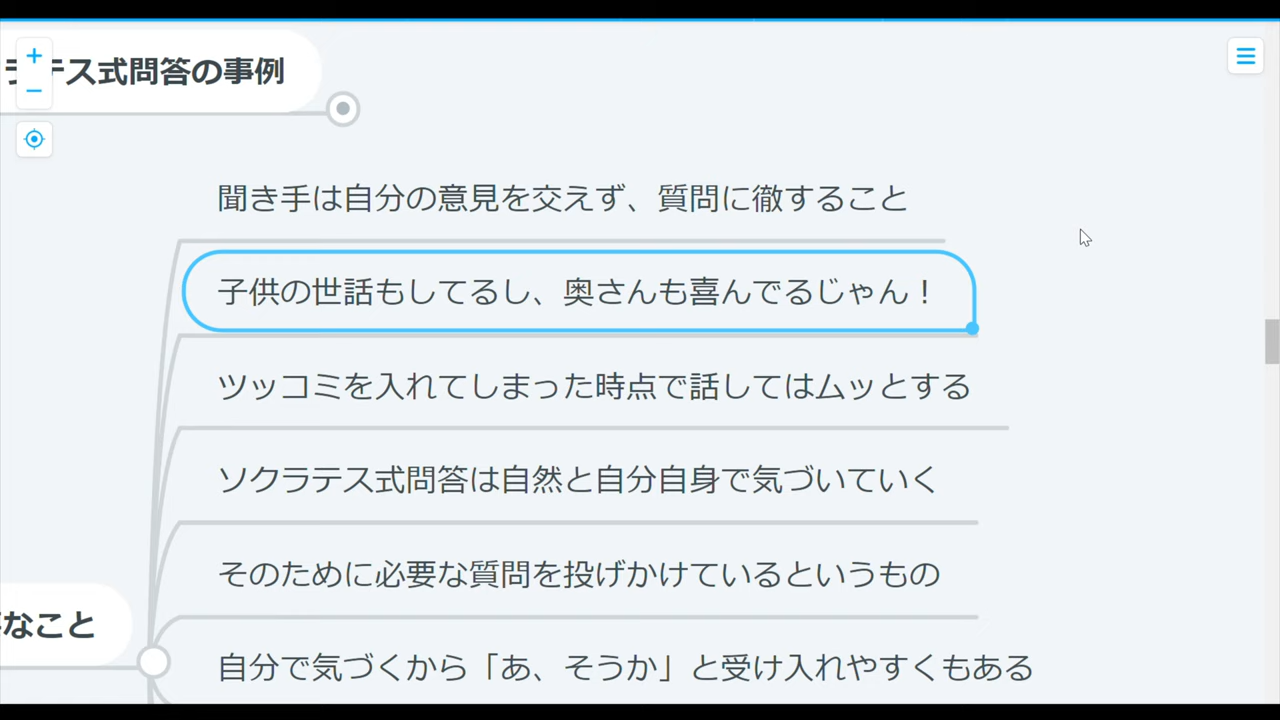 ラテス式問答の事例
聞き手は自分の意見を交えず、質問に徹すること
子供の世話もしてるし、奥さんも喜んでるじゃん！
ツッコミを入れてしまった時点で話してはムッとする
ソクラテス式問答は自然と自分自身で気づいていく
そのために必要な質問を投げかけているというもの
なこと
自分で気づくから「あ、そうか」と受け入れやすくもある